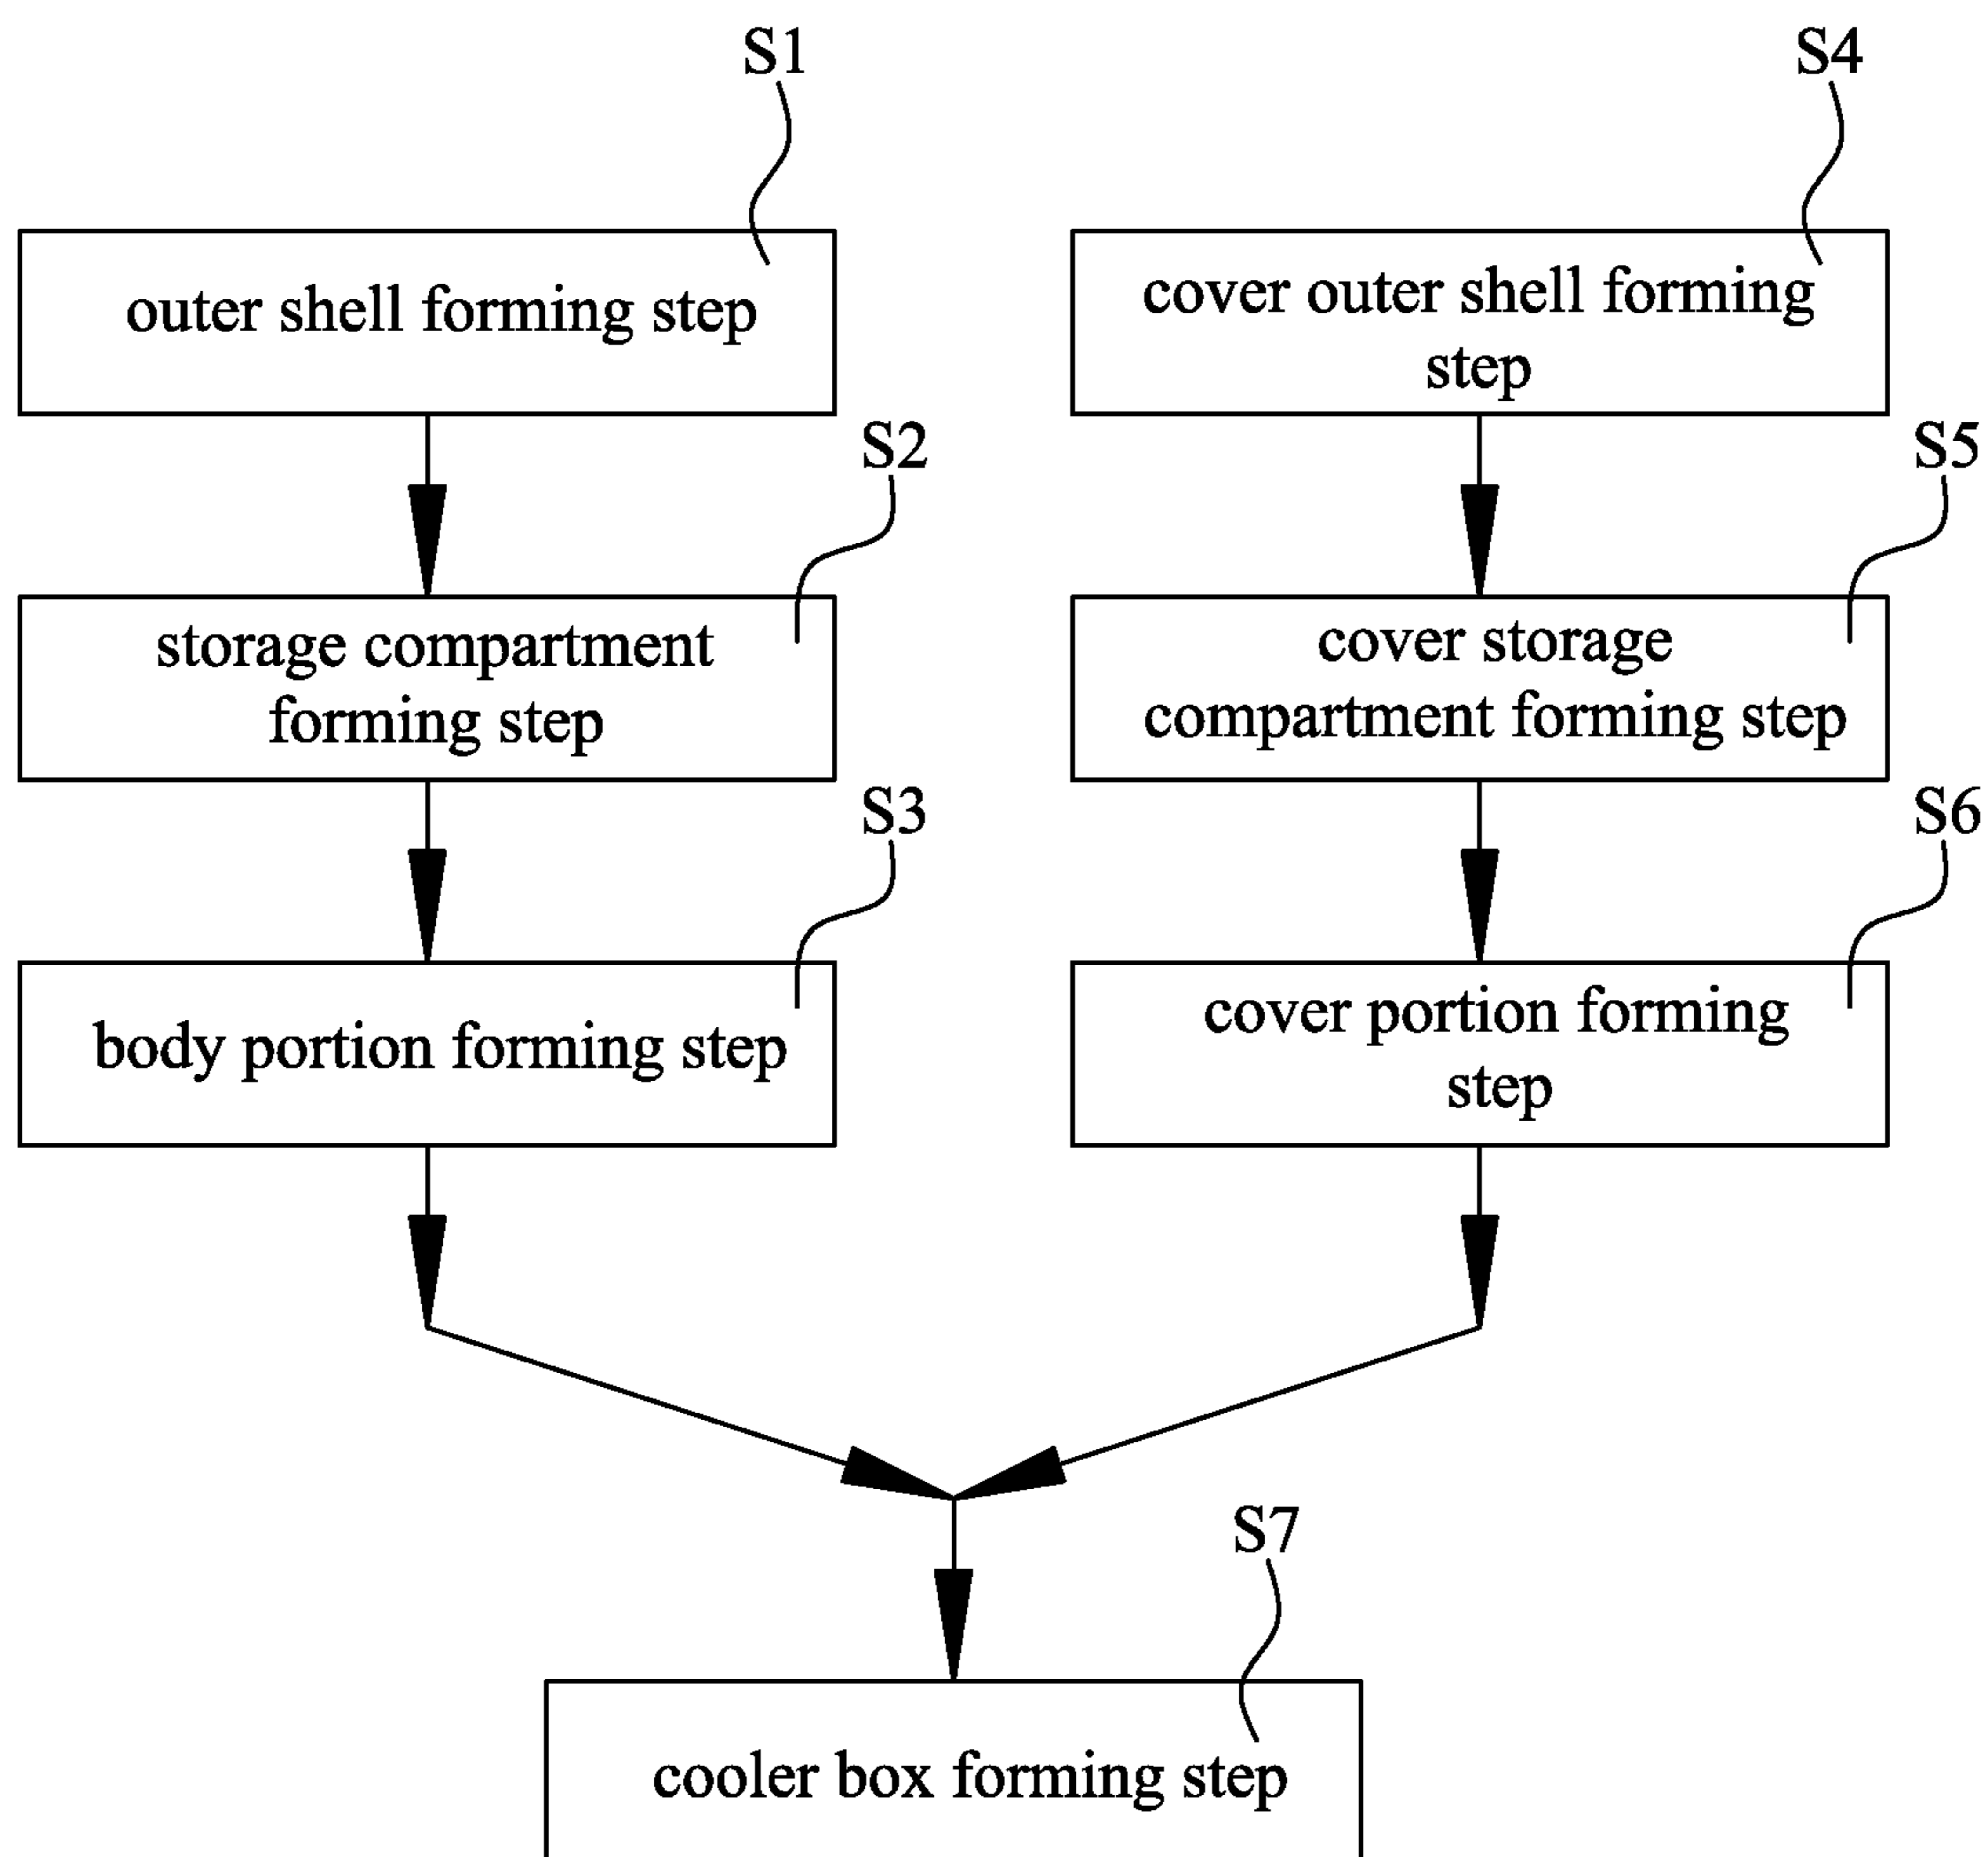 S1
outer shell forming step
S2
storage compartment
forming step
S3
body portion forming step
S4
cover outer shell forming
step
S5
cover storage
compartment forming step
S6
cover portion forming
step
S7
cooler box forming step